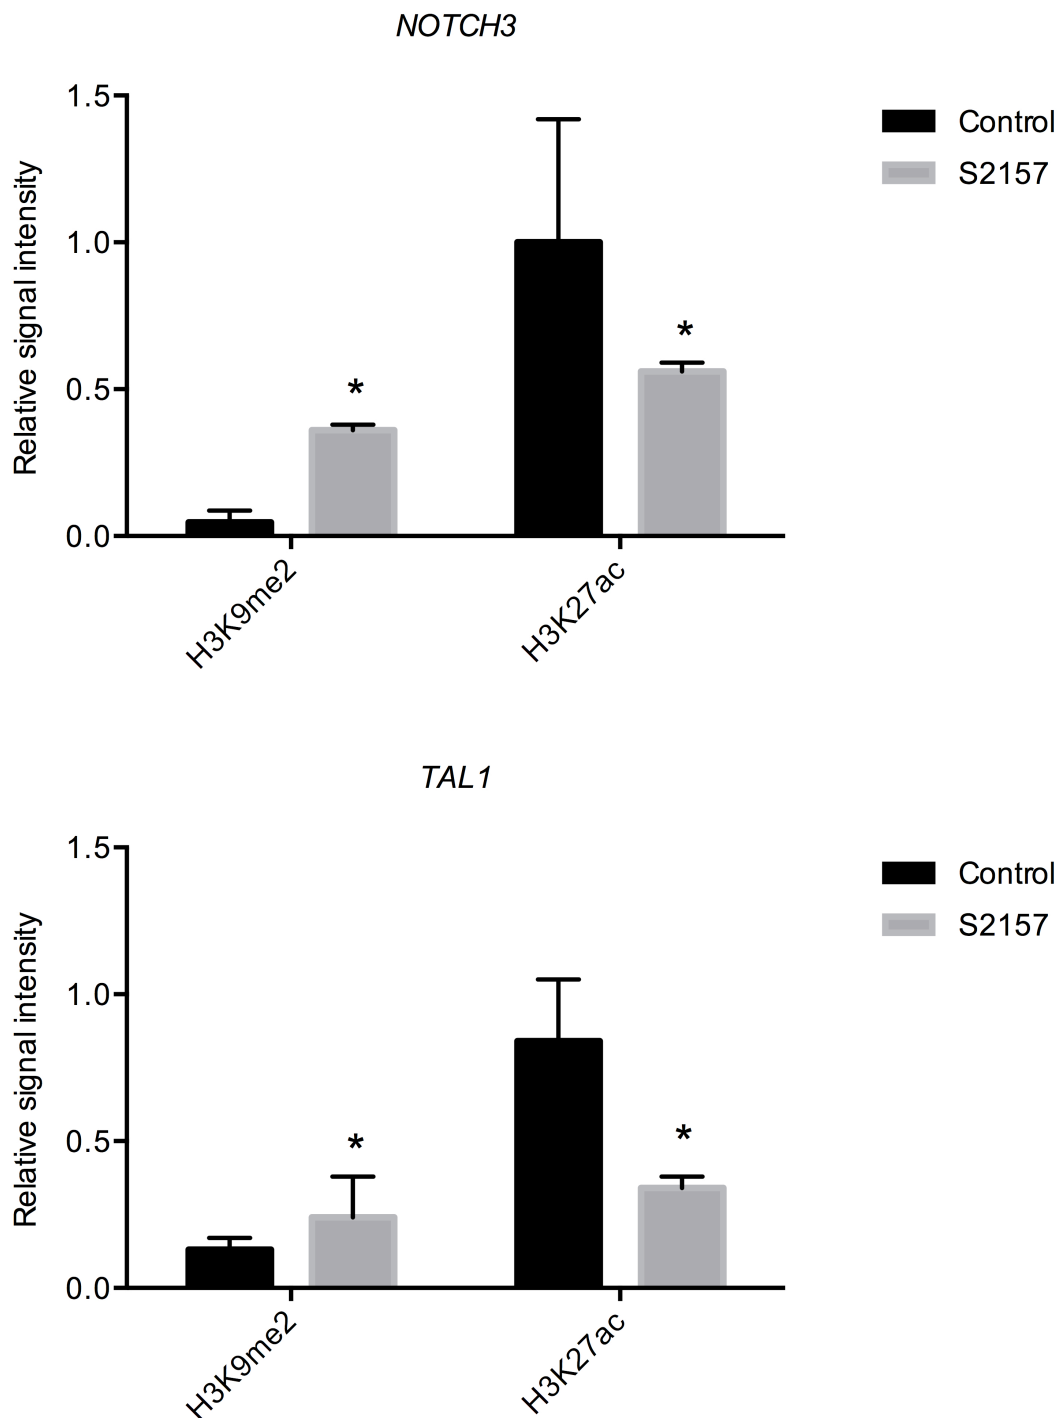 NOTCH3
1.5
1.0
0.5
0.0
Relative signal intensity
Control
S2157
*
*
H3K9me2
H3K27ac
TAL1
1.5
1.0
0.5
0.0
Relative signal intensity
Control
S2157
*
*
H3K9me2
H3K27ac